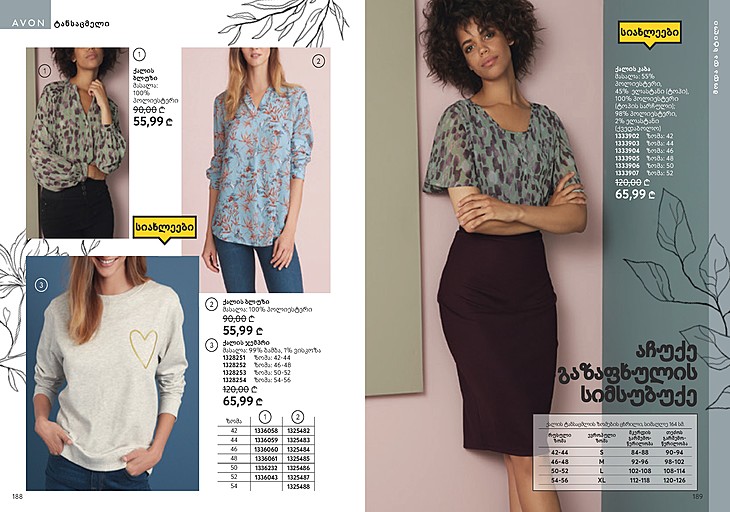 AVON ტანსაცმელი
1
ქალის
ბლუზი
მასალა:
100%
პოლიესტერი
90,00 ₾
55,99 ₾
1
2
სიახლეები
3
2
ქალის ბლუზი
მასალა: 100% პოლიესტერი
90,00 ₾
55,99 ₾
3
ქალის ჯემპრი
მასალა: 99% ბამბა, 1% ვისკოზა
1328251 ზომა: 42-44
1328252 ზომა: 46-48
1328253 ზომა: 50-52
1328254 ზომა: 54-56
120,00 ₾
65,99 ₾
ზომა 1 2
42 1336058 1325482
44 1336059 1325483
46 1336060 1325484
48 1336061 1325485
50 1336232 1325486
52 1336043 1325487
54 1325488
188
სიახლეები
მოდა და სტილი
ქალის კაბა
მასალა: 55%
პოლიესტერი,
45% ელასტანი (ტოპი),
100% პოლიესტერი
(ტოპის სარჩული);
98% პოლიესტერი,
2% ელასტანი
(ქვედაბოლო)
1333902 ზომა: 42
1333903 ზომა: 44
1333904 ზომა: 46
1333905 ზომა: 48
1333906 ზომა: 50
1333907 ზომა: 52
120,00 ₾
65,99 ₾
აჩუქე
გაზაფხულის
სიმსუბუქე
ქალის ტანსაცმლის ზომების ცხრილი, სიმაღლე 164 სმ.
რუსული ზომა ევროპული ზომა მკერდის გარშემოწერილობა თეძოს გარშემოწერილობა
42-44 S 84-88 90-94
46-48 M 92-96 98-102
50-52 L 102-108 108-114
54-56 XL 112-118 120-126
189